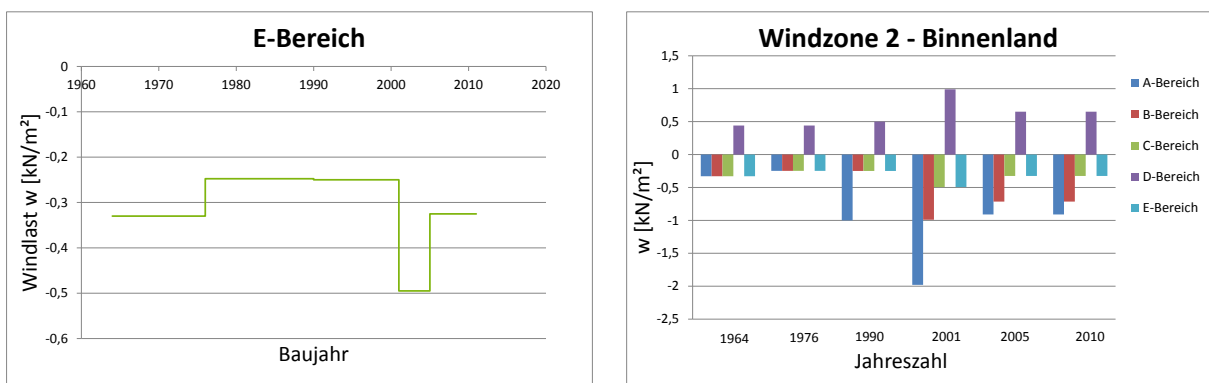 E-Bereich
0
1960 1970 1980 1990 2000 2010 2020
-0,1
-0,2
-0,3
-0,4
-0,5
-0,6
Windlast w [kN/m²]
Baujahr
Windzone 2 - Binnenland
1,5
1
0,5
0
-0,5
-1
-1,5
-2
-2,5
w [kN/m²]
1964 1976 1990 2001 2005 2010
Jahreszahl
A-Bereich
B-Bereich
C-Bereich
D-Bereich
E-Bereich